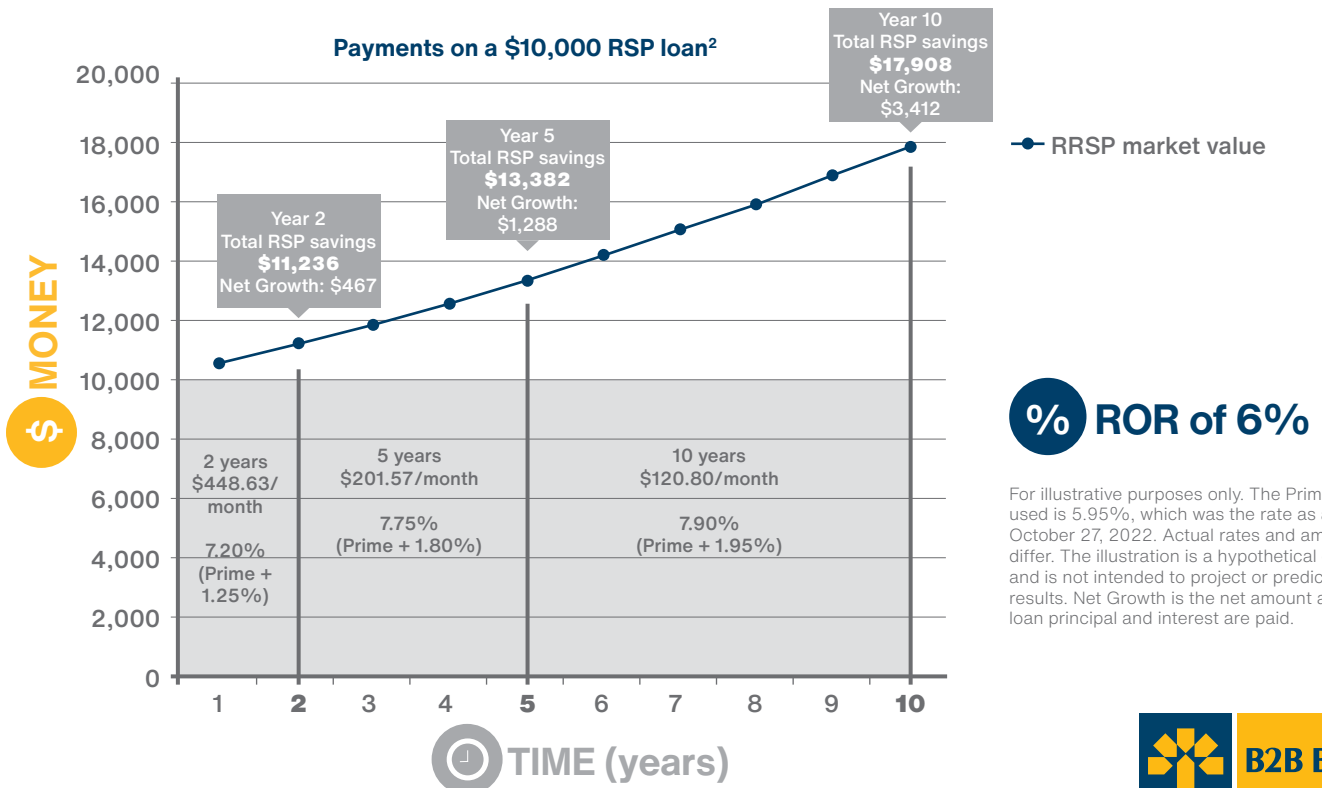 Payments on a $10,000 RSP loan2
Year 10
Total RSP savings
$17,908
Net Growth:
$3,412
Year 5
Total RSP savings
$13,382
Net Growth:
$1,288
Year 2
Total RSP savings
$11,236
Net Growth: $467
RRSP market value
$ MONEY
20,000
18,000
16,000
14,000
12,000
10,000
8,000
6,000
4,000
2,000
0
2 years
$448.63/
month
7.20%
(Prime +
1.25%)
5 years
$201.57/month
7.75%
(Prime + 1.80%)
10 years
$120.80/month
7.90%
(Prime + 1.95%)
1 2 3 4 5 6 7 8 9 10
TIME (years)
% ROR of 6%
For illustrative purposes only. The Prim
used is 5.95%, which was the rate as
October 27, 2022. Actual rates and
differ. The illustration is a hypothetical
and is not intended to project or
results. Net Growth is the net amount
loan principal and interest are paid.
B2B